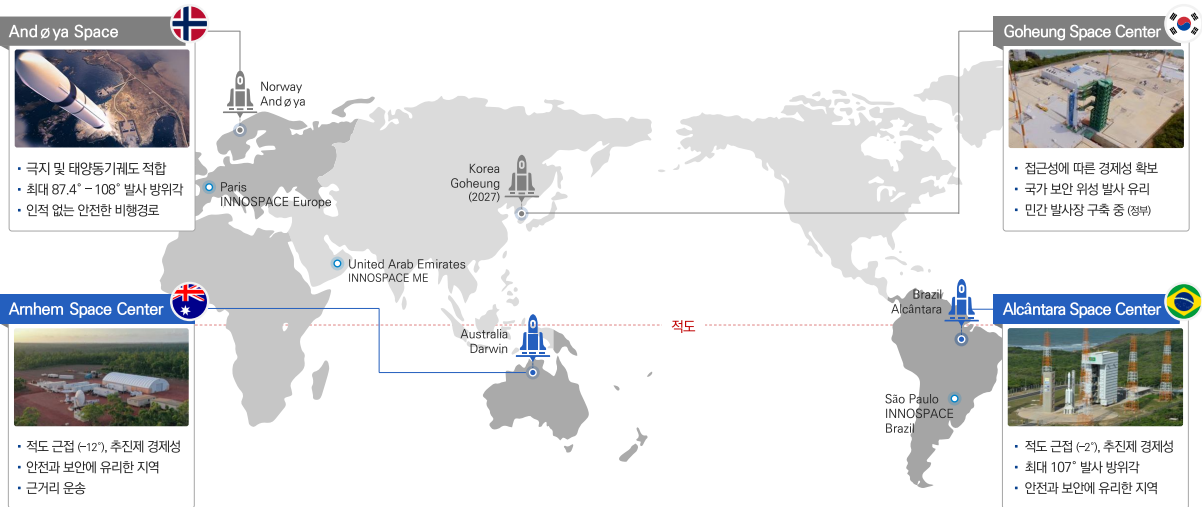 Andøya Space
• 극지 및 태양동기궤도 적합
• 최대 87.4° – 108° 발사 방위각
• 인적 없는 안전한 비행경로
Norway
Andøya
Paris
INNOSPACE Europe
Korea
Goheung
(2027)
United Arab Emirates
INNOSPACE ME
Goheung Space Center
• 접근성에 따른 경제성 확보
• 국가 보안 위성 발사 유리
• 민간 발사장 구축 중 (정부)
Arnhem Space Center
• 적도 근접 (–12°), 추진제 경제성
• 안전과 보안에 유리한 지역
• 근거리 운송
Australia
Darwin
적도
Brazil
Alcântara
São Paulo
INNOSPACE
Brazil
Alcântara Space Center
• 적도 근접 (–2°), 추진제 경제성
• 최대 107° 발사 방위각
• 안전과 보안에 유리한 지역